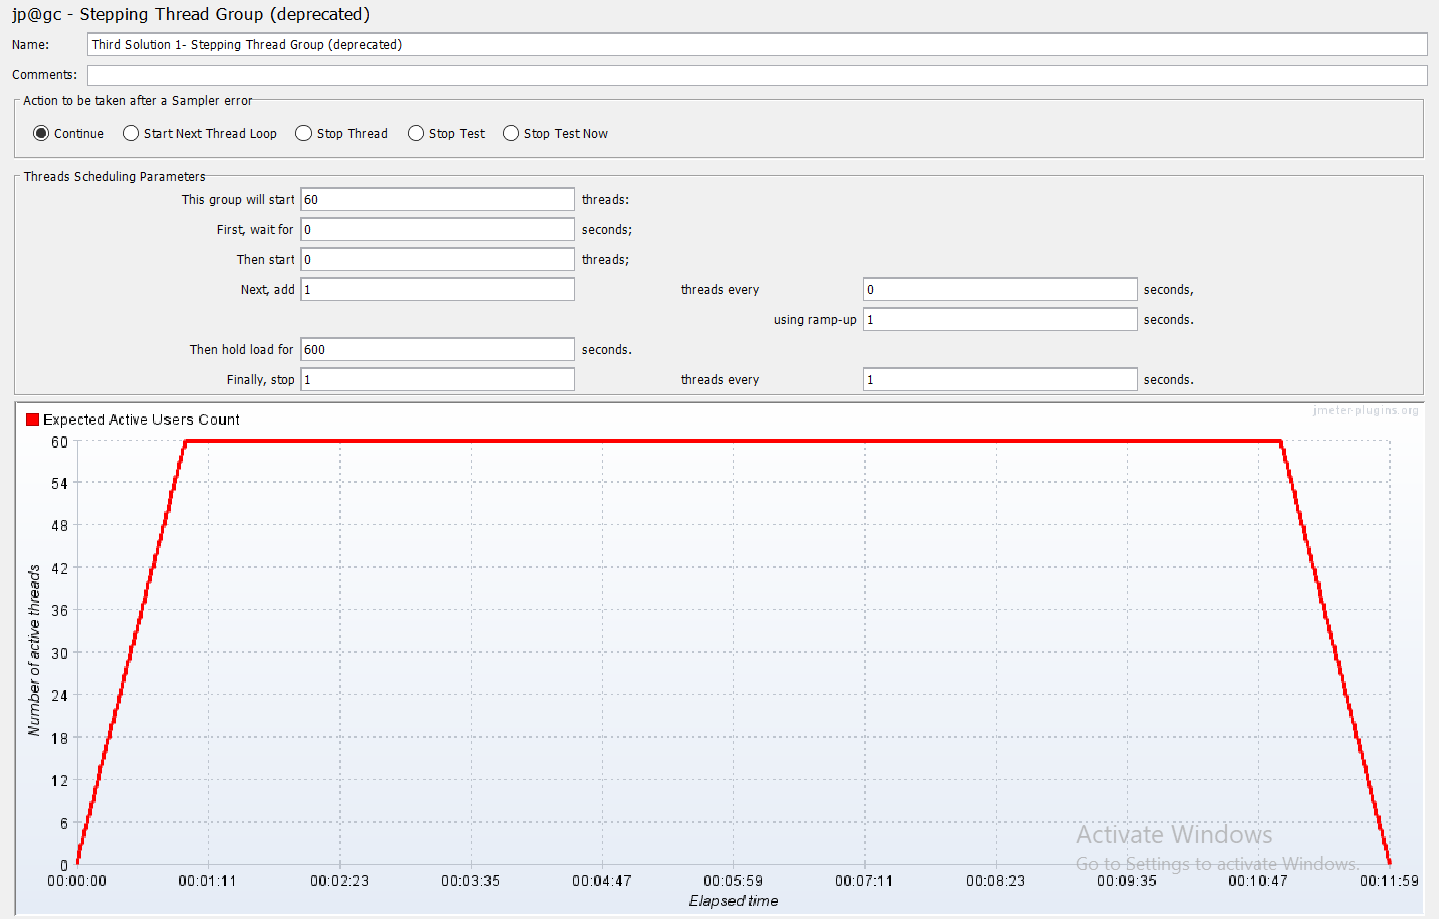 jp@gc - Stepping Thread Group (deprecated)
Name: Third Solution 1- Stepping Thread Group (deprecated)
Comments:
Action to be taken after a Sampler error
Continue Start Next Thread Loop Stop Thread Stop Test Stop Test Now
Threads Scheduling Parameters
This group will start 60 threads:
First, wait for 0 seconds;
Then start 0 threads;
Next, add 1 threads every 0 seconds,
using ramp-up 1 seconds.
Then hold load for 600 seconds.
Finally, stop 1 threads every 1 seconds.
jmeter-plugins.org
Expected Active Users Count
60
54
48
42
36
30
24
18
12
6
0
Number of active threads
00:00:00 00:01:11 00:02:23 00:03:35 00:04:47 00:05:59 00:07:11 00:08:23 00:09:35 00:10:47 00:11:59
Elapsed time
Activate Windows
Go to Settings to activate Windows.